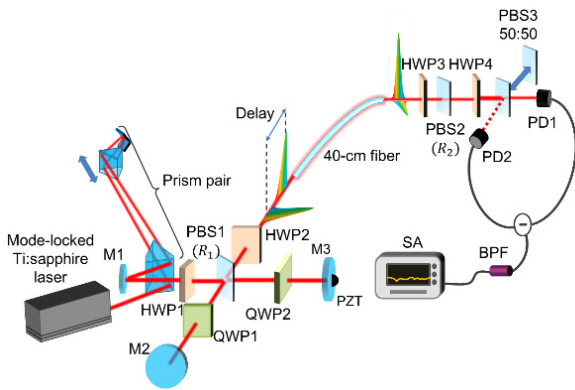 PBS3
50:50
HWP3
HWP4
Delay
PBS2
(R₂)
PD1
PD2
40-cm fiber
Prism pair
PBS1
(R₁)
HWP2
Mode-locked
Ti:sapphire
laser
M1
M3
SA
BPF
HWP1
QWP2
PZT
QWP1
M2